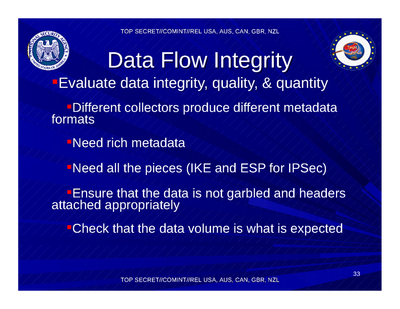 TOP SECRET//COMINT//REL USA, AUS, CAN, GBR, NZL
Data Flow Integrity
▪Evaluate data integrity, quality, & quantity
▪Different collectors produce different metadata
formats
▪Need rich metadata
▪Need all the pieces (IKE and ESP for IPSec)
▪Ensure that the data is not garbled and headers
attached appropriately
▪Check that the data volume is what is expected
33
TOP SECRET//COMINT//REL USA, AUS, CAN, GBR, NZL